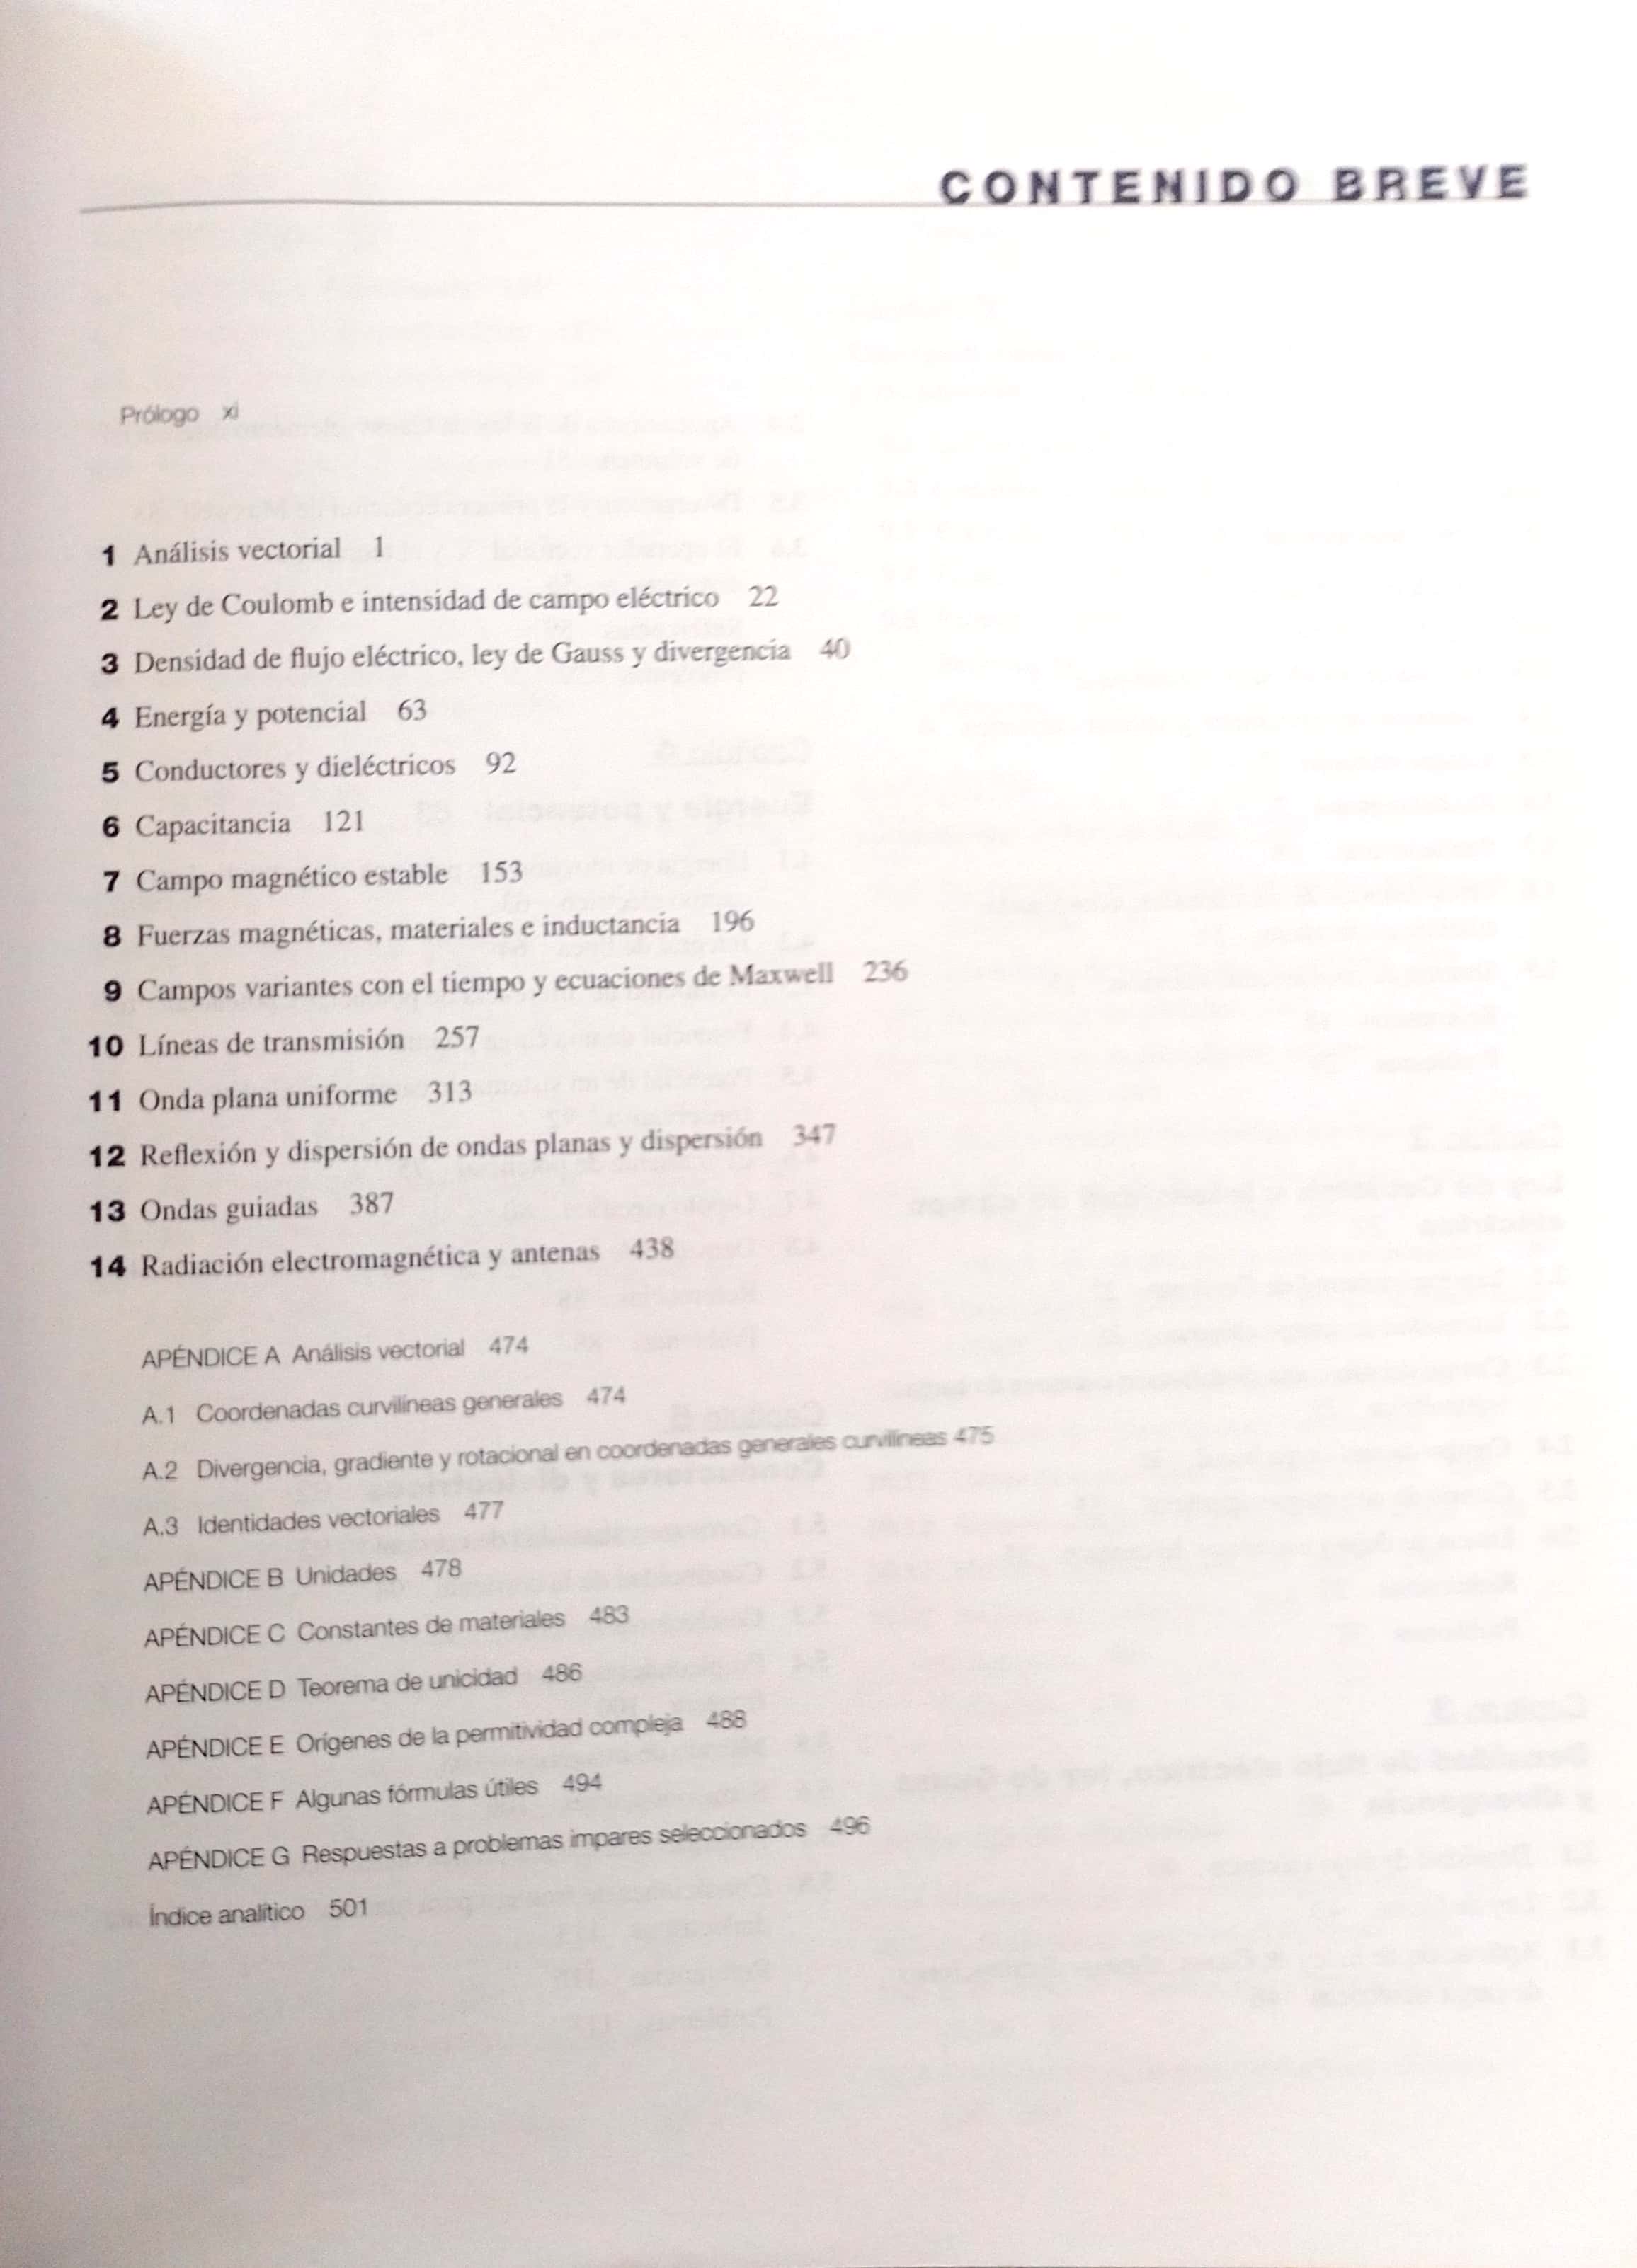 CONTENIDO BREVE
Prólogo xi
1 Análisis vectorial 1
2 Ley de Coulomb e intensidad de campo eléctrico 22
3 Densidad de flujo eléctrico, ley de Gauss y divergencia 40
4 Energía y potencial 63
5 Conductores y dieléctricos 92
6 Capacitancia 121
7 Campo magnético estable 153
8 Fuerzas magnéticas, materiales e inductancia 196
9 Campos variantes con el tiempo y ecuaciones de Maxwell 236
10 Líneas de transmisión 257
11 Onda plana uniforme 313
12 Reflexión y dispersión de ondas planas y dispersión 347
13 Ondas guiadas 387
14 Radiación electromagnética y antenas 438
APÉNDICE A Análisis vectorial 474
A.1 Coordenadas curvilíneas generales 474
A.2 Divergencia, gradiente y rotacional en coordenadas generales curvilíneas 475
A.3 Identidades vectoriales 477
APÉNDICE B Unidades 478
APÉNDICE C Constantes de materiales 483
APÉNDICE D Teorema de unicidad 486
APÉNDICE E Orígenes de la permitividad compleja 488
APÉNDICE F Algunas fórmulas útiles 494
APÉNDICE G Respuestas a problemas impares seleccionados 496
Índice analítico 501